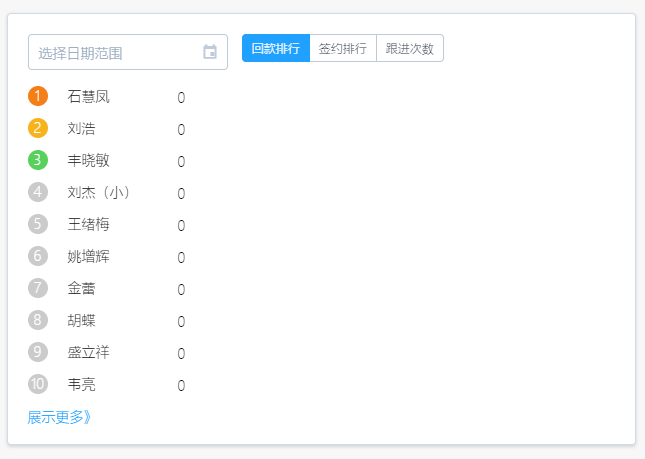 选择日期范围 回款排行 签约排行 跟进次数
1 石慧凤 0
2 刘浩 0
3 丰晓敏 0
4 刘杰（小） 0
5 王绪梅 0
6 姚增辉 0
7 金蕾 0
8 胡蝶 0
9 盛立祥 0
10 韦亮 0
展示更多》